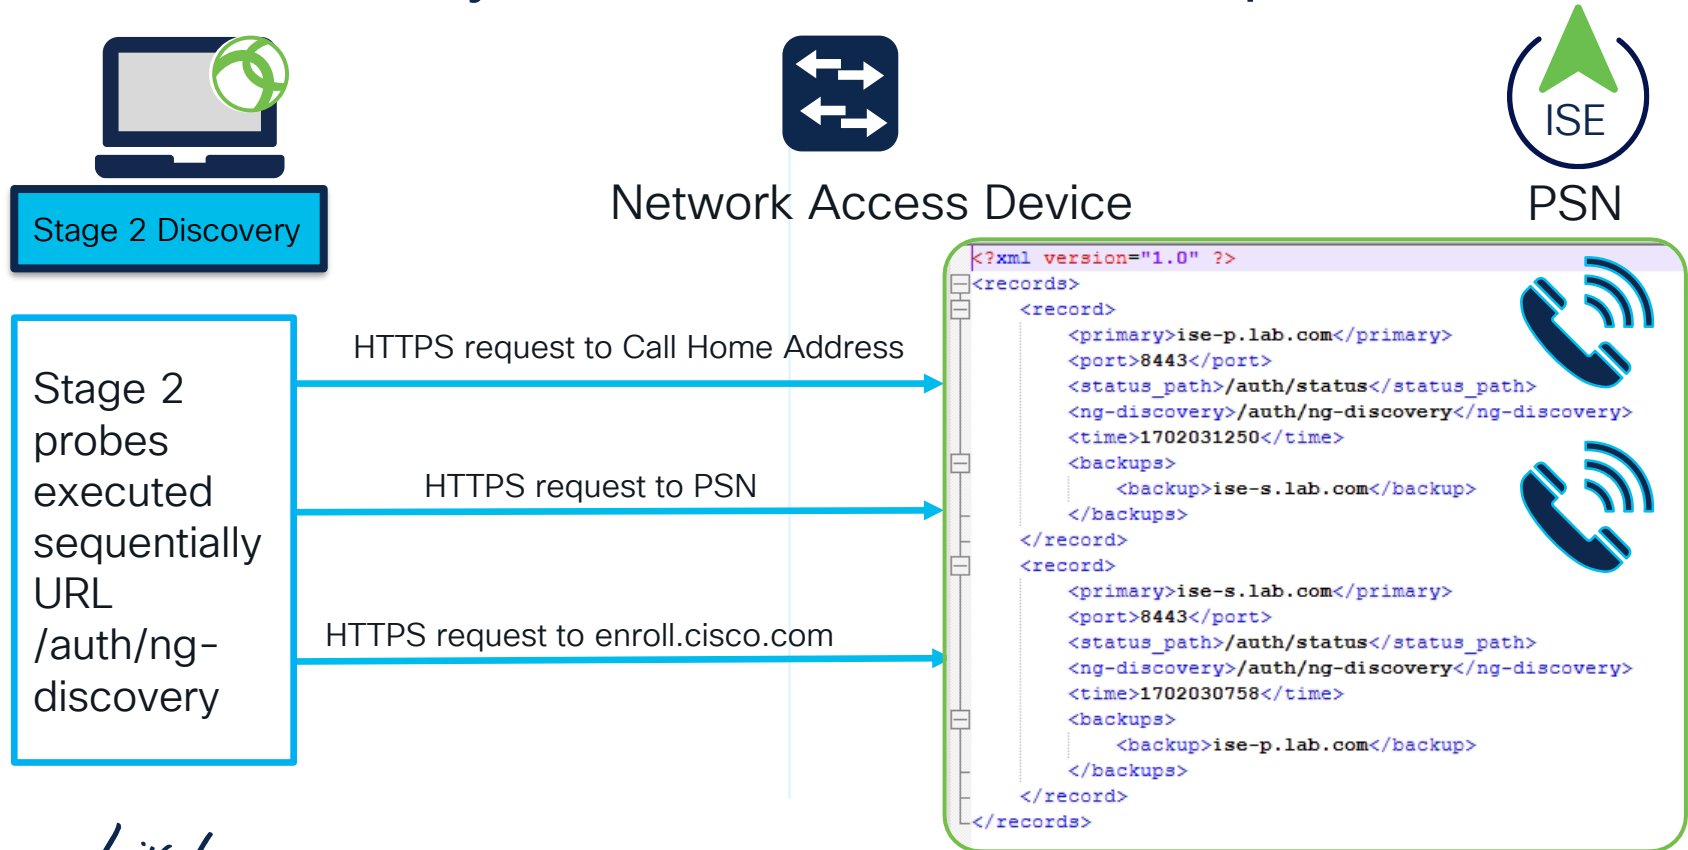 ISE
Network Access Device
PSN
Stage 2 Discovery
Stage 2
probes
executed
sequentially
URL
/auth/ng-
discovery
HTTPS request to Call Home Address
HTTPS request to PSN
HTTPS request to enroll.cisco.com
<?xml version="1.0" ?>
<records>
<record>
<primary>ise-p.lab.com</primary>
<port>8443</port>
<status_path>/auth/status</status_path>
<ng-discovery>/auth/ng-discovery</ng-discovery>
<time>1702031250</time>
<backups>
<backup>ise-s.lab.com</backup>
</backups>
</record>
<record>
<primary>ise-s.lab.com</primary>
<port>8443</port>
<status_path>/auth/status</status_path>
<ng-discovery>/auth/ng-discovery</ng-discovery>
<time>1702030758</time>
<backups>
<backup>ise-p.lab.com</backup>
</backups>
</record>
</records>